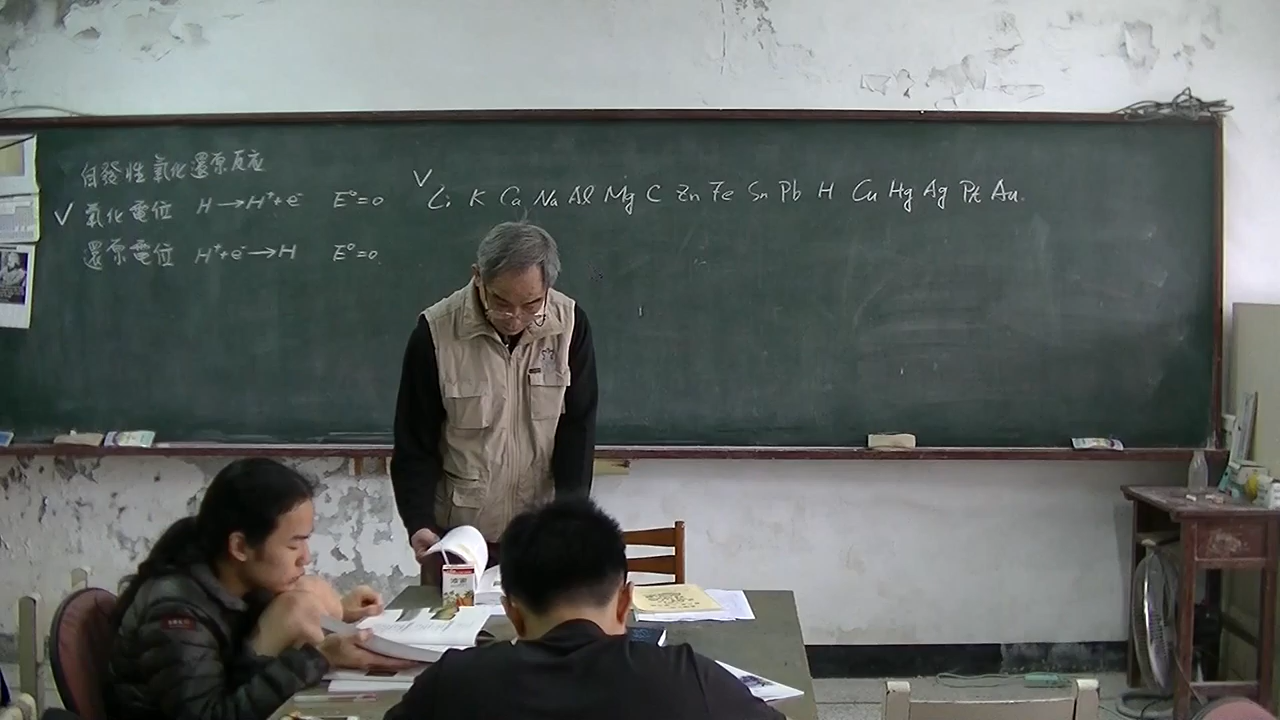 自發性氧化還原反应
V 氧化電位 H→H⁺+e⁻ E°=0
還原電位 H⁺+e⁻→H E°=0
V
Li K Ca Na Al Mg C Zn Fe Sn Pb H Cu Hg Ag Pt Au